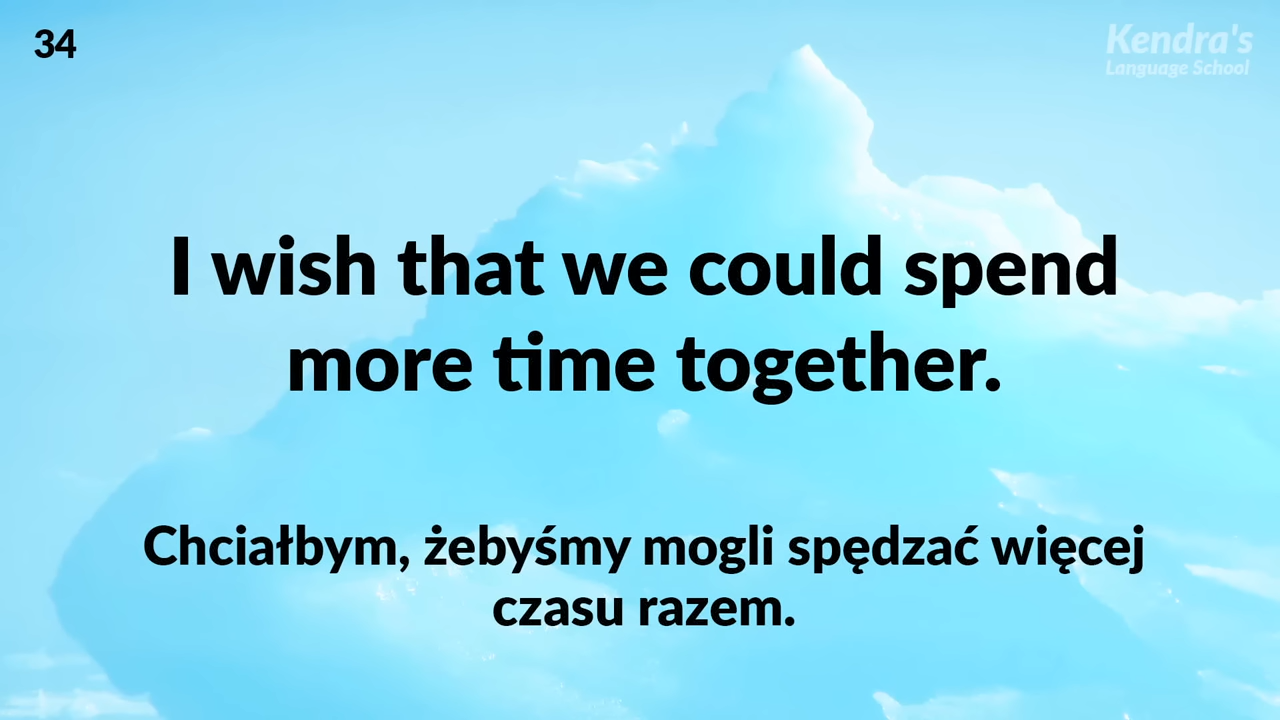 34
Kendra's
Language School
I wish that we could spend
more time together.
Chciałbym, żebyśmy mogli spędzać więcej
czasu razem.